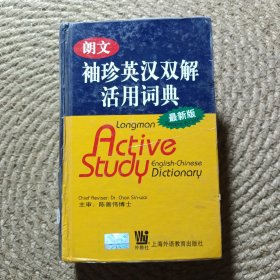 朗文
袖珍英汉双解
活用词典
最新版
Longman
Active
Study
English-Chinese
Dictionary
Chief Reviser: Dr. Chan Sin-wai
主审：陈善伟博士
外教社
上海外语教育出版社